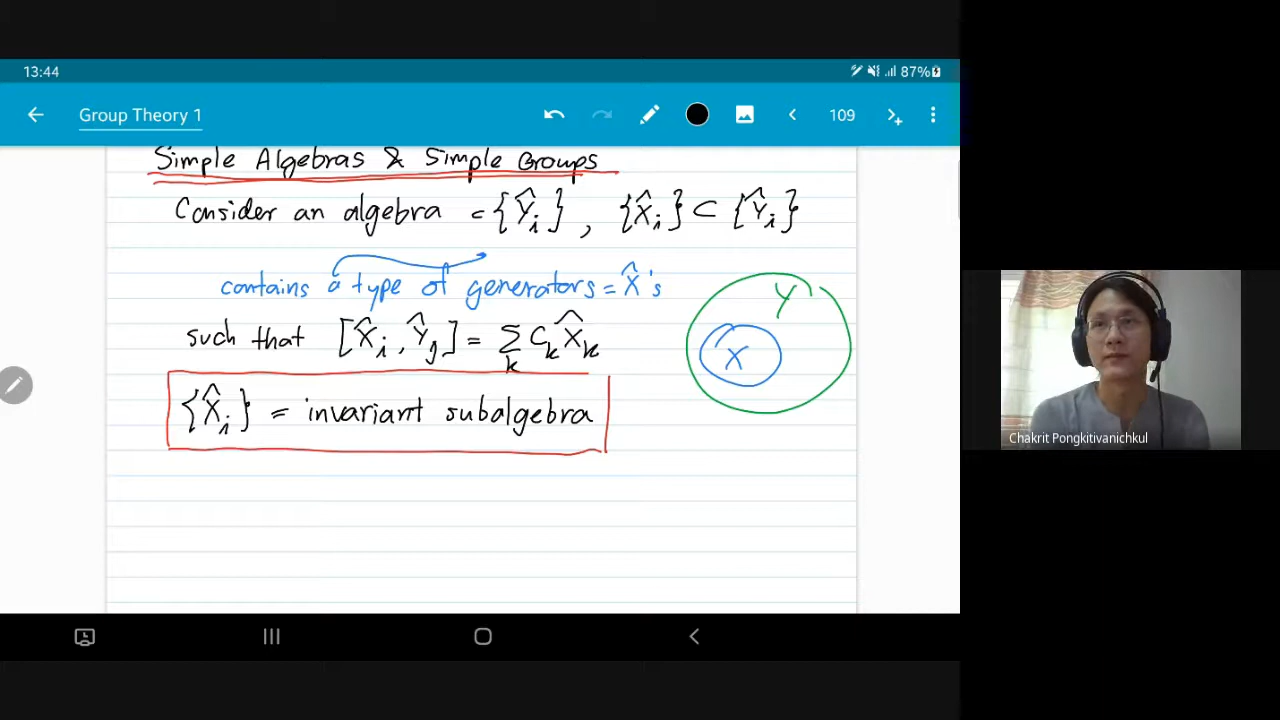 13:44
87%
Group Theory 1
109
Simple Algebras & Simple Groups
Consider an algebra = {Ŷᵢ}, {X̂ᵢ} ⊂ {Ŷᵢ}
contains a type of generators = X̂'s
such that [X̂ᵢ, Ŷⱼ] = Σₖ Cₖ X̂ₖ
Y
X
{X̂ᵢ} = invariant subalgebra
Chakrit Pongkitivanichkul